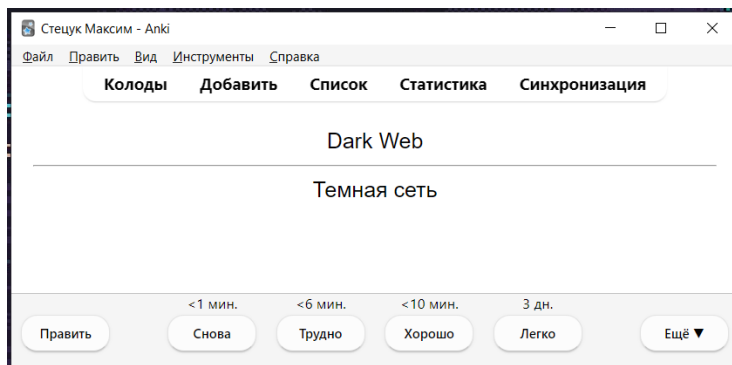 Стецук Максим - Anki
Файл Править Вид Инструменты Справка
Колоды Добавить Список Статистика Синхронизация
Dark Web
Темная сеть
<1 мин. <6 мин. <10 мин. 3 дн.
Править Снова Трудно Хорошо Легко Ещё ▼